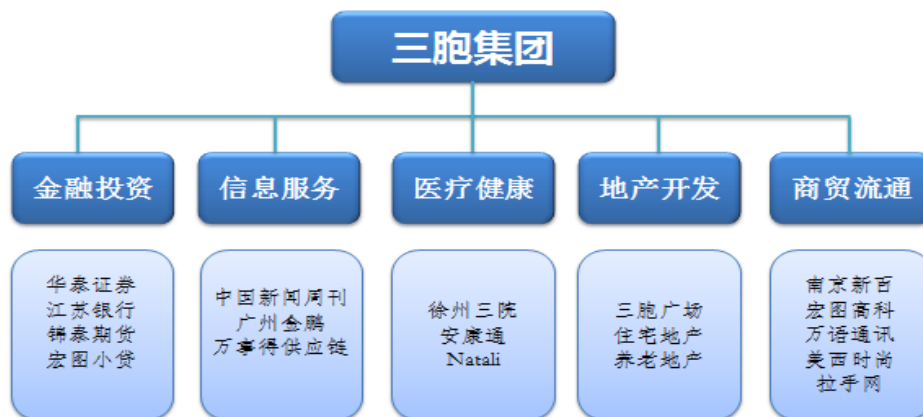 三胞集团
金融投资
信息服务
医疗健康
地产开发
商贸流通
华泰证券
江苏银行
锦泰期货
宏图小贷
中国新闻周刊
广州金鹏
万事得供应链
徐州三院
安康通
Natali
三胞广场
住宅地产
养老地产
南京新百
宏图高科
万语通讯
美西时尚
拉手网